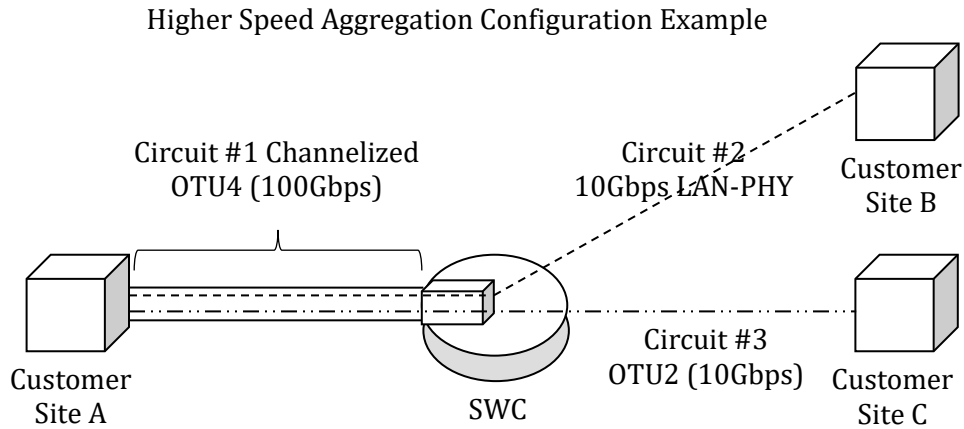 Higher Speed Aggregation Configuration Example
Circuit #1 Channelized
OTU4 (100Gbps)
Circuit #2
10Gbps LAN-PHY
Customer
Site B
Customer
Site A
SWC
Circuit #3
OTU2 (10Gbps)
Customer
Site C